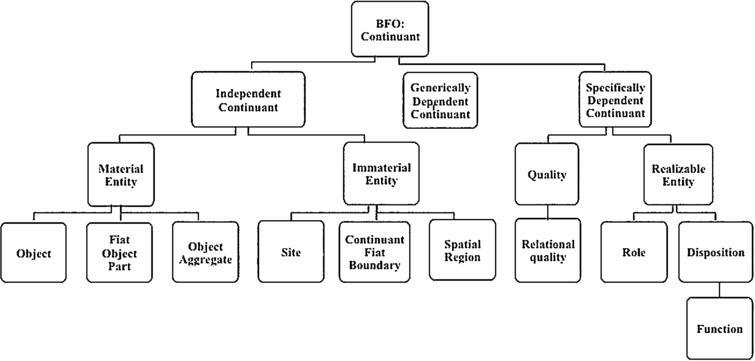 BFO:
Continuant
Independent
Continuant
Generically
Dependent
Continuant
Specifically
Dependent
Continuant
Material
Entity
Immaterial
Entity
Quality
Realizable
Entity
Object
Fiat
Object
Part
Object
Aggregate
Site
Continuant
Fiat
Boundary
Spatial
Region
Relational
quality
Role
Disposition
Function